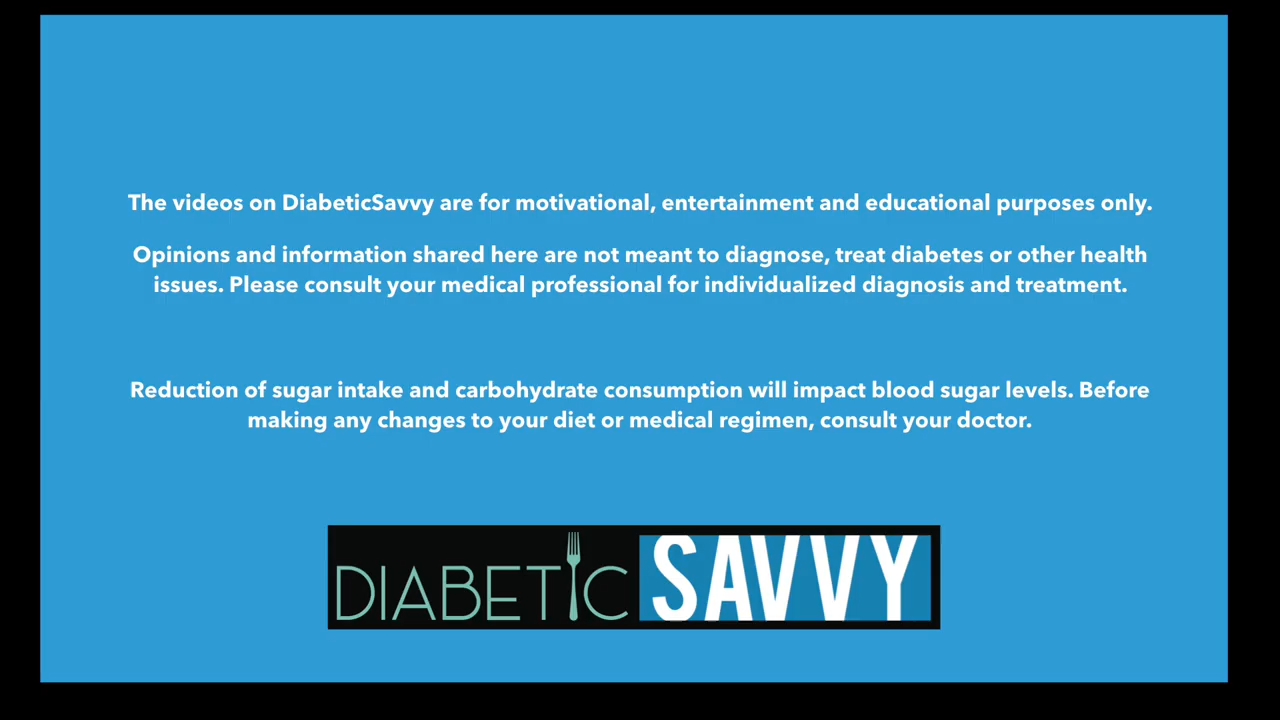 The videos on DiabeticSavvy are for motivational, entertainment and educational purposes only.
Opinions and information shared here are not meant to diagnose, treat diabetes or other health
issues. Please consult your medical professional for individualized diagnosis and treatment.
Reduction of sugar intake and carbohydrate consumption will impact blood sugar levels. Before
making any changes to your diet or medical regimen, consult your doctor.
DIABETIC SAVVY